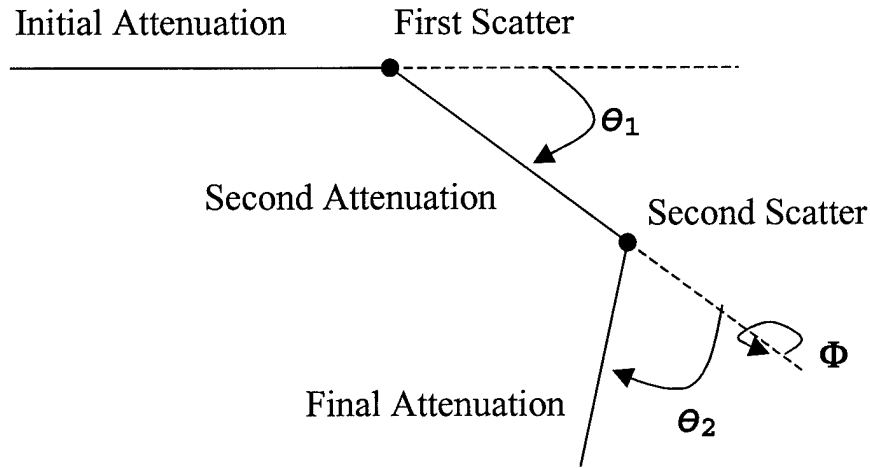 Initial Attenuation
First Scatter
θ1
Second Attenuation
Second Scatter
Φ
Final Attenuation
θ2